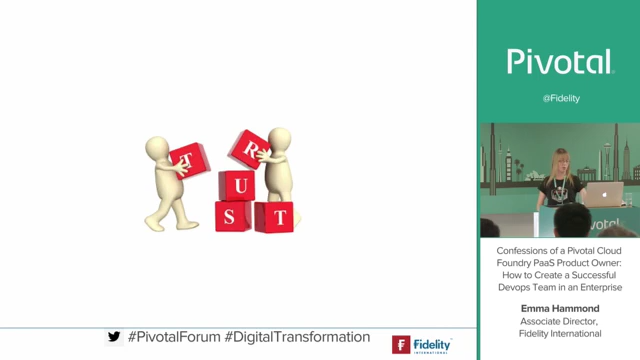 T
R
U
S T
#PivotalForum #DigitalTransformation
Fidelity
INTERNATIONAL
Pivotal
@Fidelity
Pivotal
Confessions of a Pivotal Cloud
Foundry PaaS Product Owner:
How to Create a Successful
Devops Team in an Enterprise
Emma Hammond
Associate Director,
Fidelity International